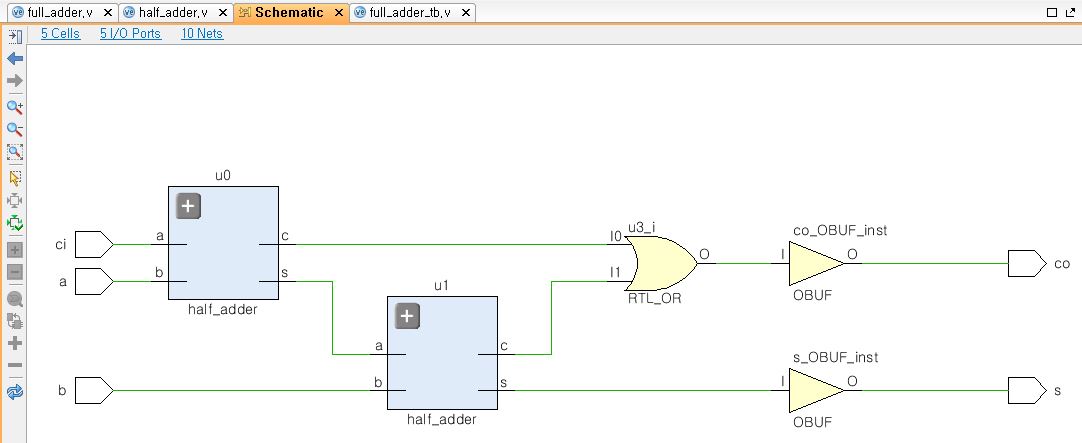 full_adder.v half_adder.v Schematic full_adder_tb.v
5 Cells 5 I/O Ports 10 Nets
u0
ci a c
a b s
half_adder
u1
a c
b b s
half_adder
u3_i
I0
I1 O
RTL_OR
co_OBUF_inst
I O co
OBUF
s_OBUF_inst
I O s
OBUF